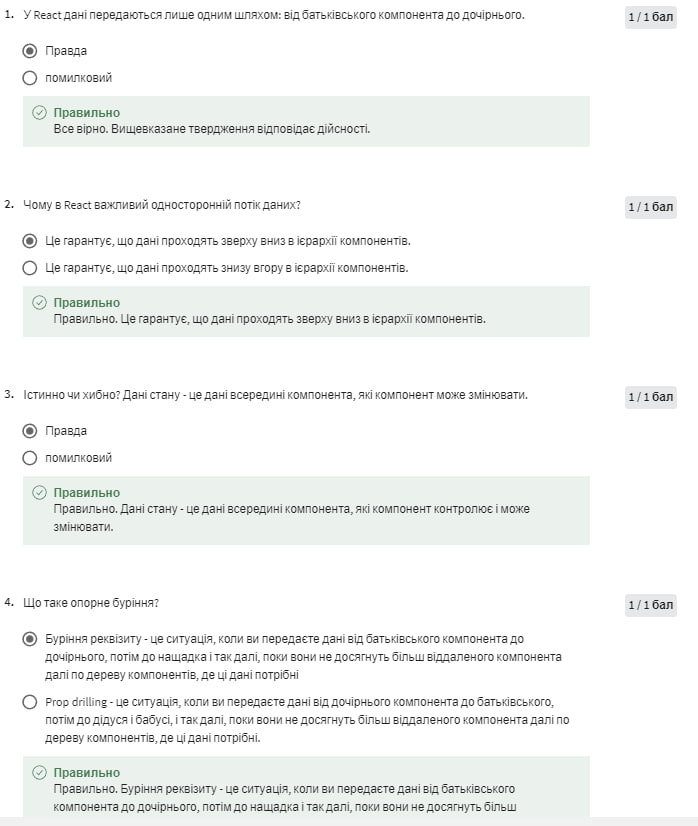 1. У React дані передаються лише одним шляхом: від батьківського компонента до дочірнього.
1 / 1 бал
Правда
помилковий
Правильно
Все вірно. Вищевказане твердження відповідає дійсності.
2. Чому в React важливий односторонній потік даних?
1 / 1 бал
Це гарантує, що дані проходять зверху вниз в ієрархії компонентів.
Це гарантує, що дані проходять знизу вгору в ієрархії компонентів.
Правильно
Правильно. Це гарантує, що дані проходять зверху вниз в ієрархії компонентів.
3. Істинно чи хибно? Дані стану - це дані всередині компонента, які компонент може змінювати.
1 / 1 бал
Правда
помилковий
Правильно
Правильно. Дані стану - це дані всередині компонента, які компонент контролює і може
змінювати.
4. Що таке опорне буріння?
1 / 1 бал
Буріння реквізиту - це ситуація, коли ви передаєте дані від батьківського компонента до
дочірнього, потім до нащадка і так далі, поки вони не досягнуть більш віддаленого компонента
далі по дереву компонентів, де ці дані потрібні
Prop drilling - це ситуація, коли ви передаєте дані від дочірнього компонента до батьківського,
потім до дідуся і бабусі, і так далі, поки вони не досягнуть більш віддаленого компонента далі по
дереву компонентів, де ці дані потрібні.
Правильно
Правильно. Буріння реквізиту - це ситуація, коли ви передаєте дані від батьківського
компонента до дочірнього, потім до нащадка і так далі, поки вони не досягнуть більш